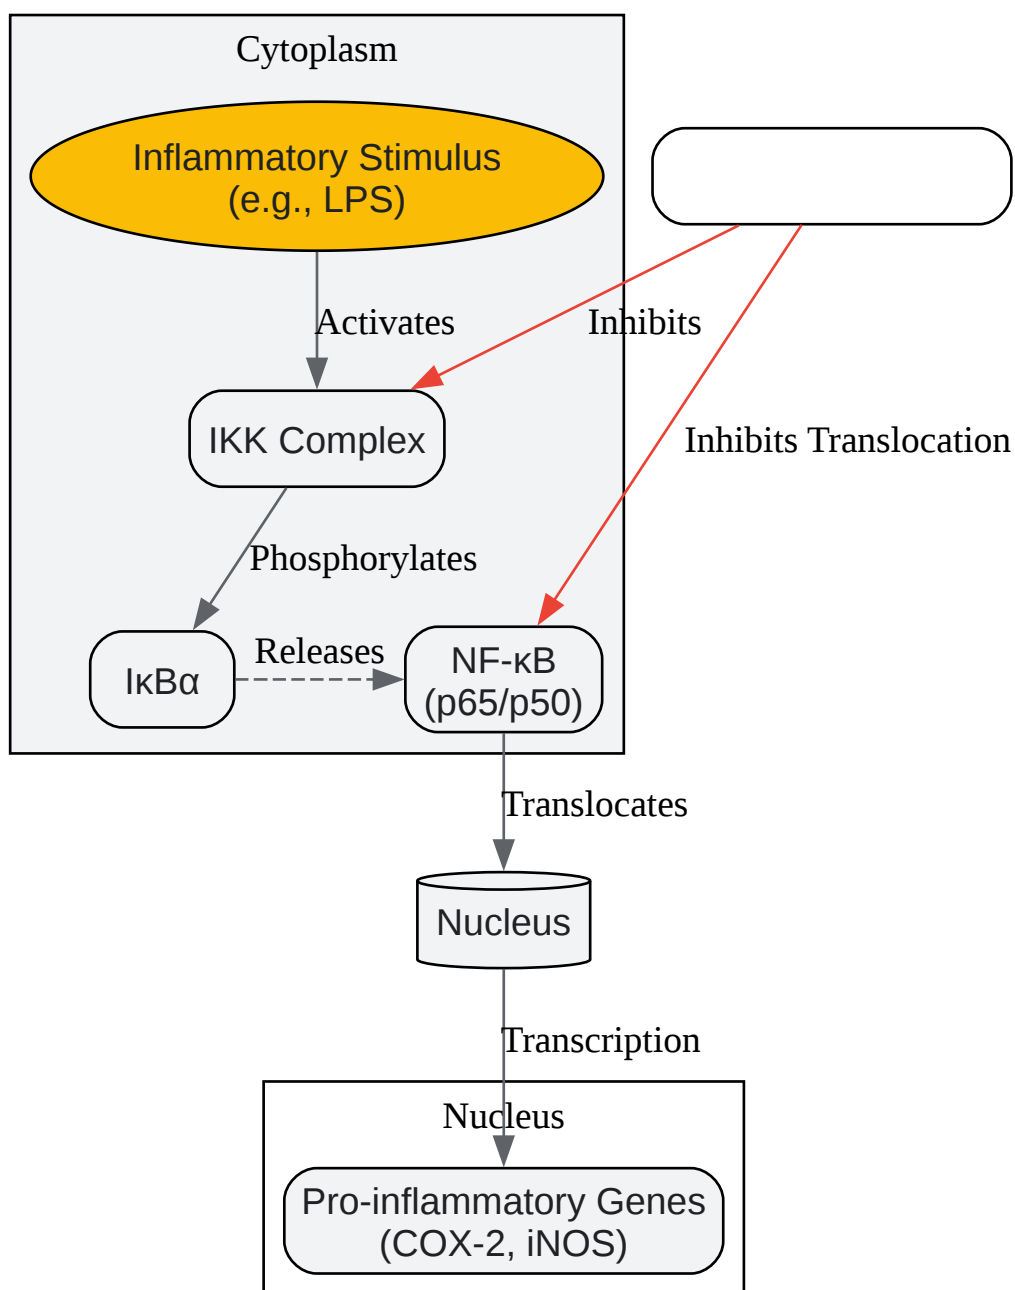 Cytoplasm
Inflammatory Stimulus
(e.g., LPS)
Activates
Inhibits
IKK Complex
Inhibits Translocation
Phosphorylates
Releases
IκBα
NF-κB
(p65/p50)
Translocates
Nucleus
Transcription
Nucleus
Pro-inflammatory Genes
(COX-2, iNOS)